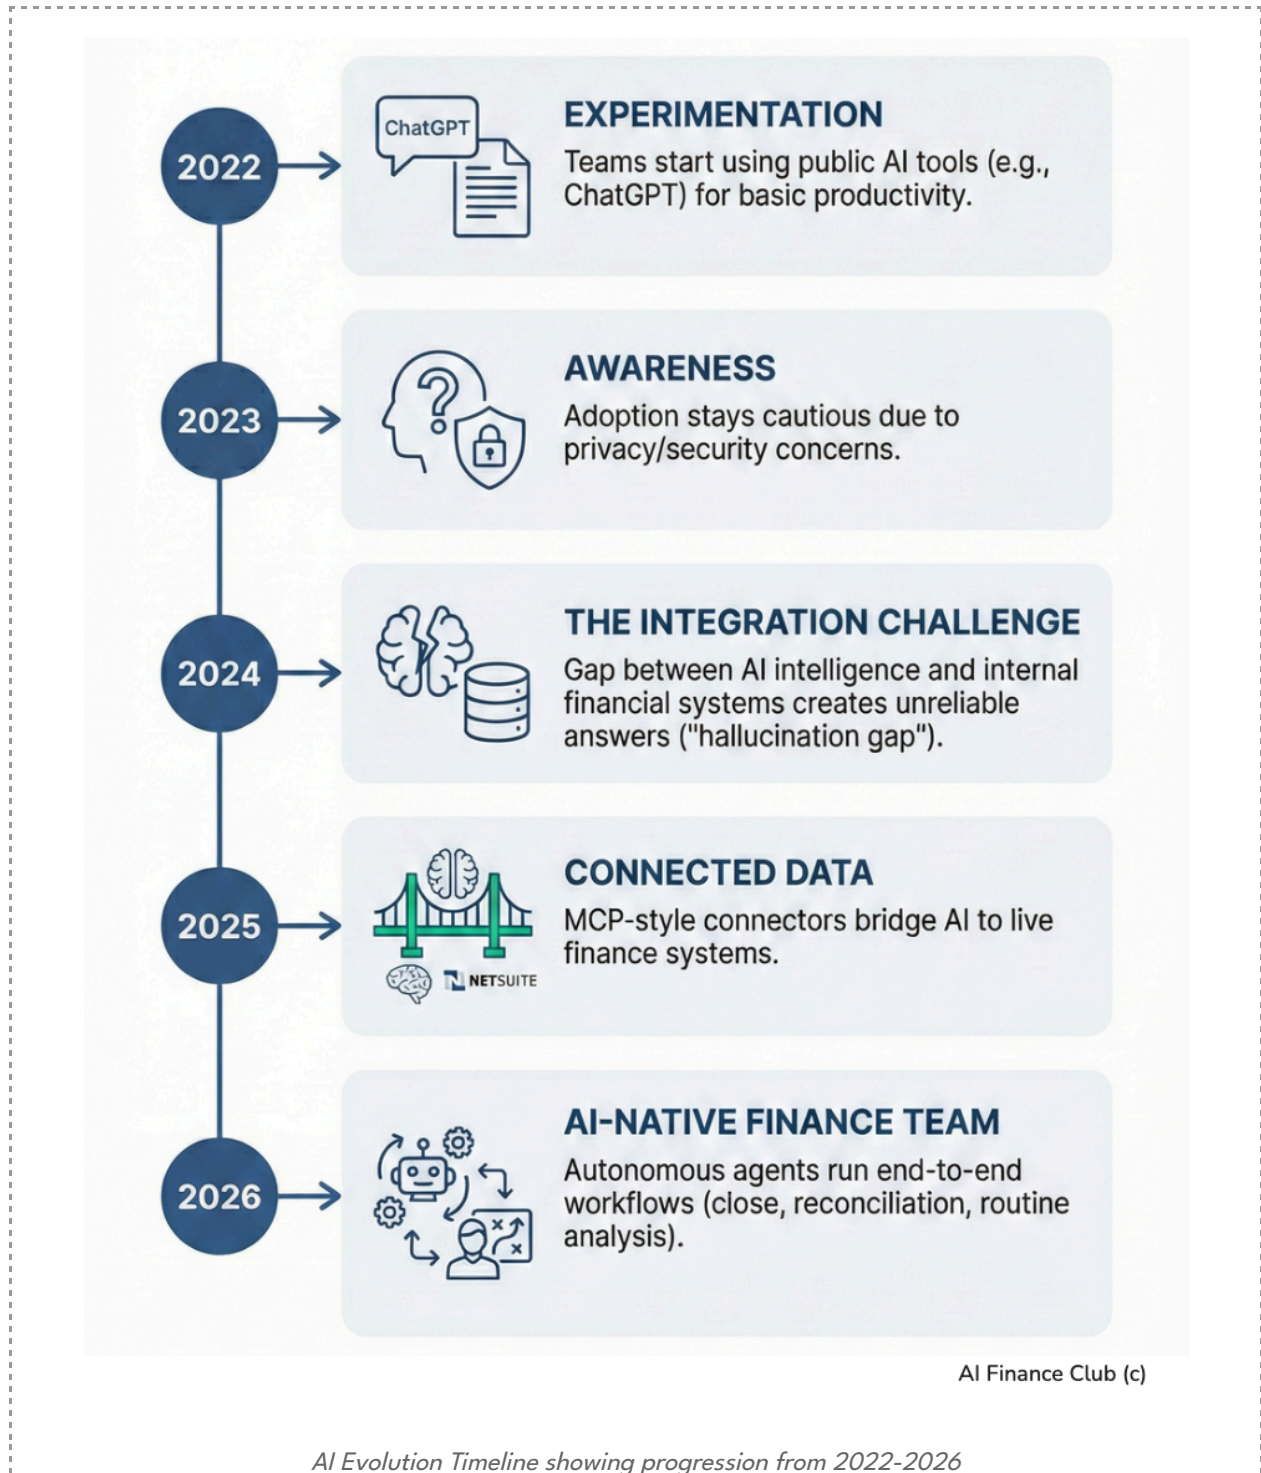 2022
ChatGPT
EXPERIMENTATION
Teams start using public AI tools (e.g.,
ChatGPT) for basic productivity.
2023
AWARENESS
Adoption stays cautious due to
privacy/security concerns.
2024
THE INTEGRATION CHALLENGE
Gap between AI intelligence and internal
financial systems creates unreliable
answers ("hallucination gap").
2025
N NETSUITE
CONNECTED DATA
MCP-style connectors bridge AI to live
finance systems.
2026
AI-NATIVE FINANCE TEAM
Autonomous agents run end-to-end
workflows (close, reconciliation, routine
analysis).
AI Finance Club (c)
AI Evolution Timeline showing progression from 2022-2026